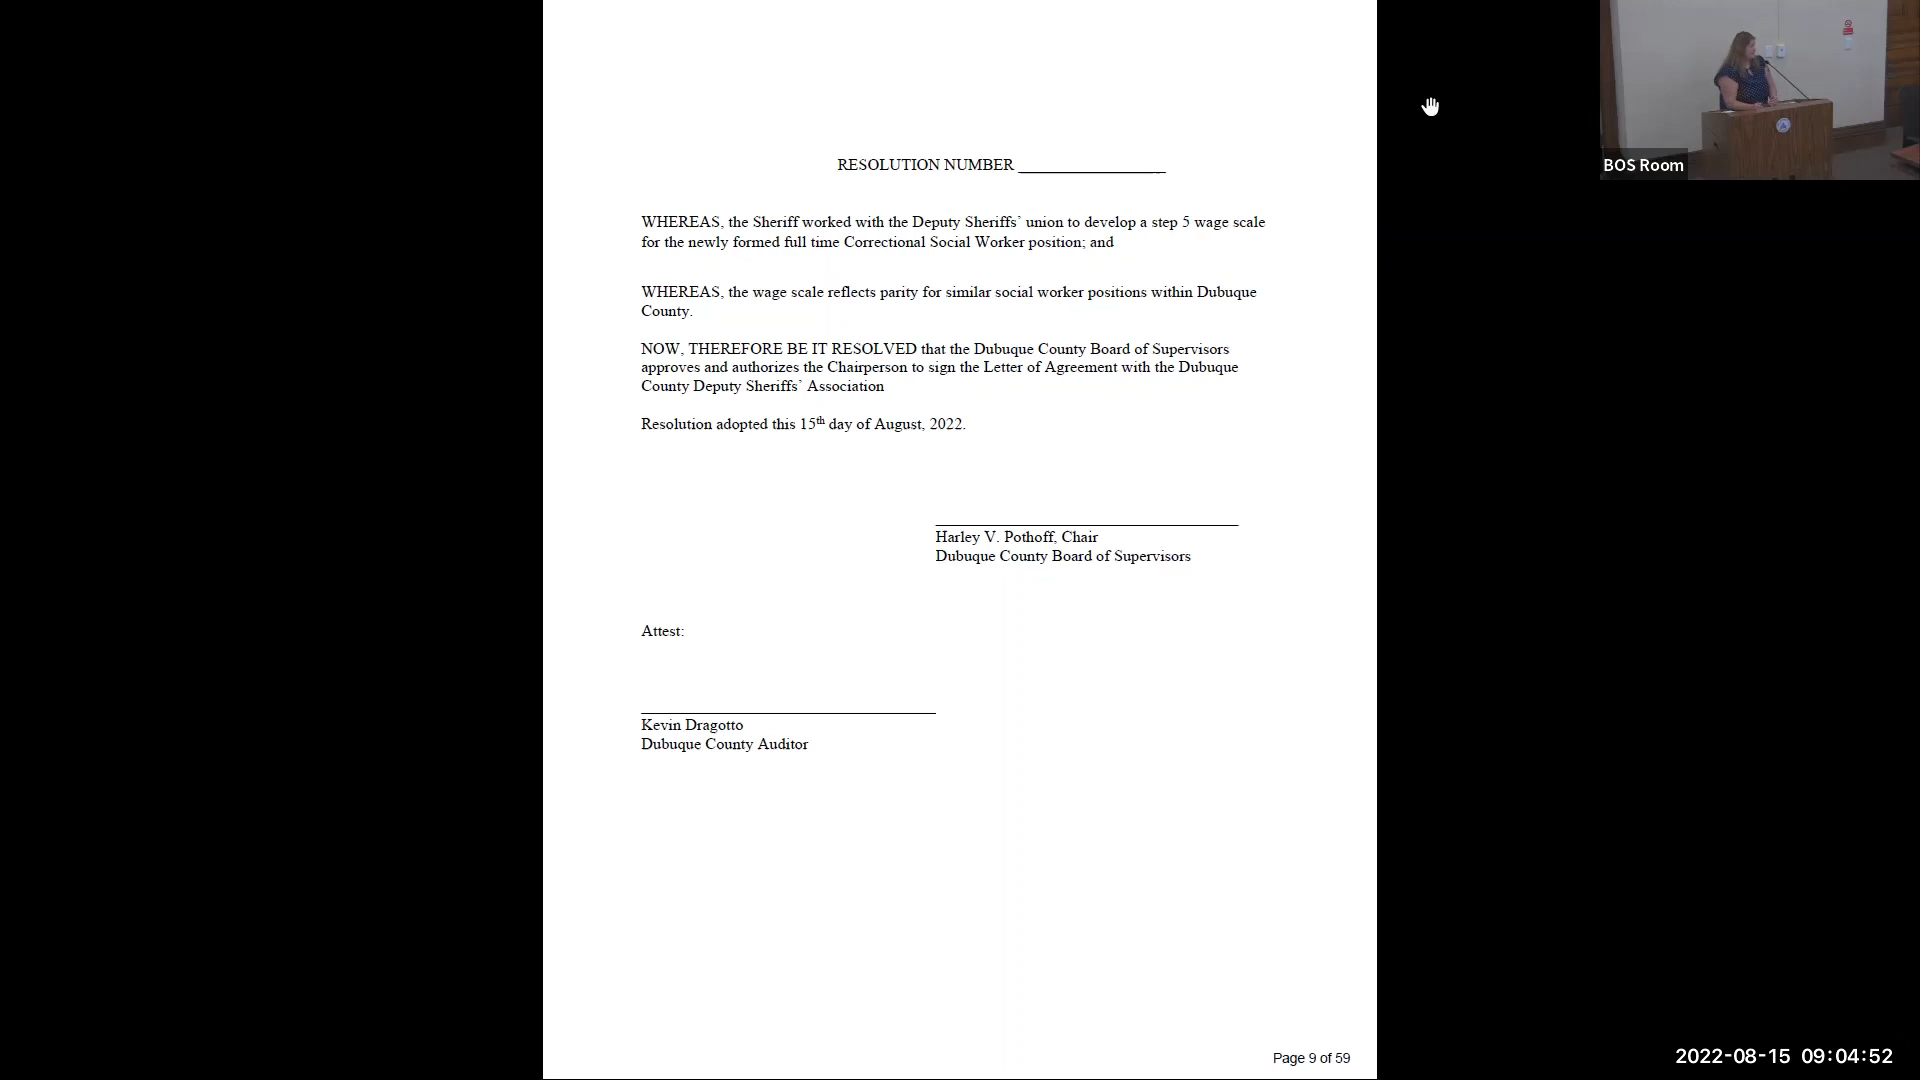 RESOLUTION NUMBER ___________________
WHEREAS, the Sheriff worked with the Deputy Sheriffs’ union to develop a step 5 wage scale
for the newly formed full time Correctional Social Worker position; and
WHEREAS, the wage scale reflects parity for similar social worker positions within Dubuque
County.
NOW, THEREFORE BE IT RESOLVED that the Dubuque County Board of Supervisors
approves and authorizes the Chairperson to sign the Letter of Agreement with the Dubuque
County Deputy Sheriffs’ Association
Resolution adopted this 15th day of August, 2022.
Harley V. Pothoff, Chair
Dubuque County Board of Supervisors
Attest:
Kevin Dragotto
Dubuque County Auditor
Page 9 of 59
BOS Room
2022-08-15 09:04:52